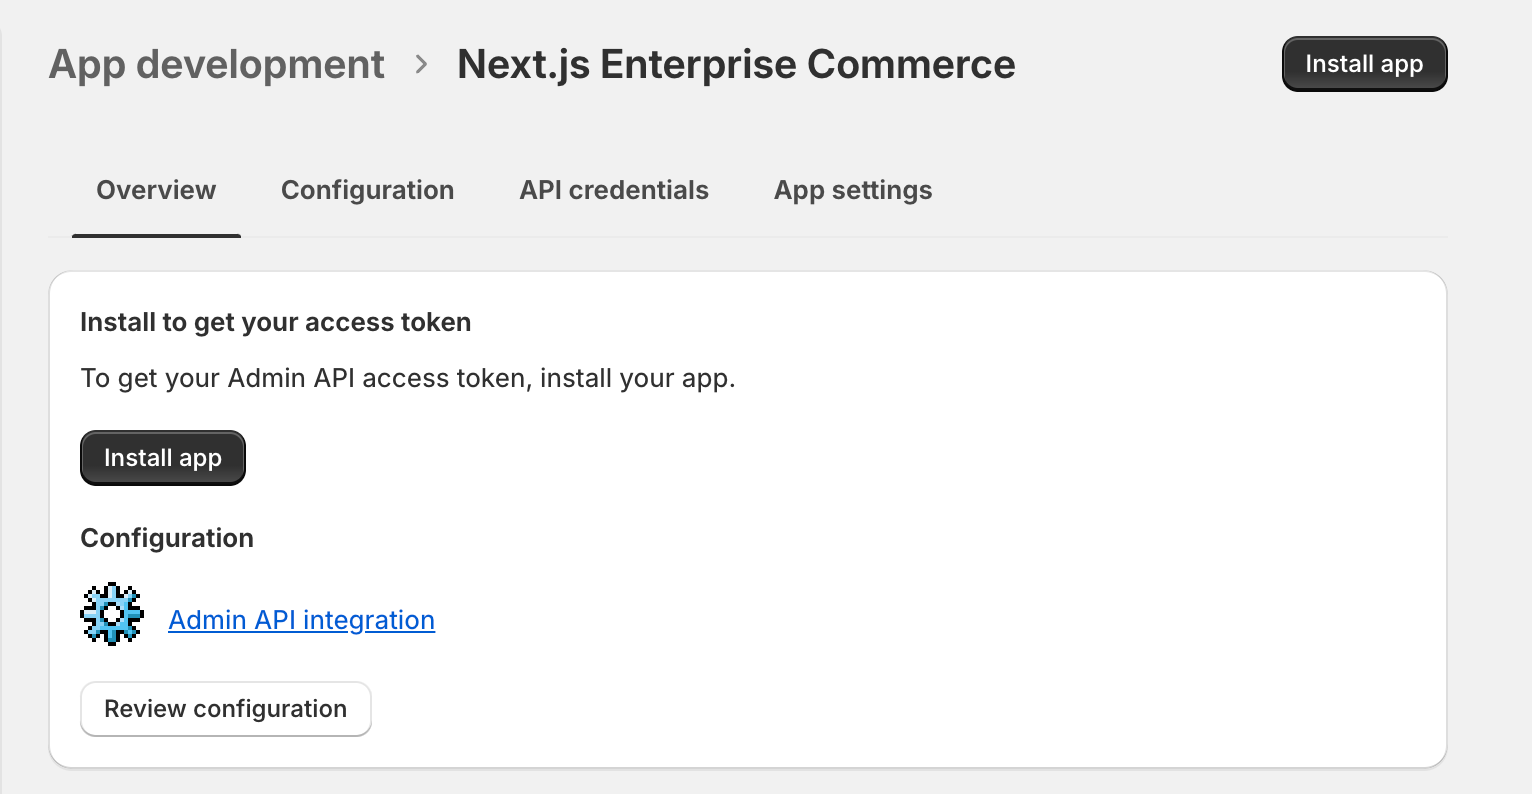 App development > Next.js Enterprise Commerce
Install app
Overview Configuration API credentials App settings
Install to get your access token
To get your Admin API access token, install your app.
Install app
Configuration
Admin API integration
Review configuration